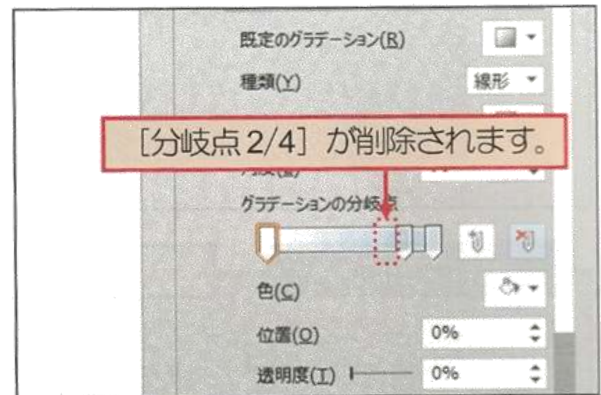 既定のグラデーション(R)
種類(Y)
線形
[分岐点2/4] が削除されます。
グラデーションの分岐点
色(C)
位置(O)
0%
透明度(T)
0%